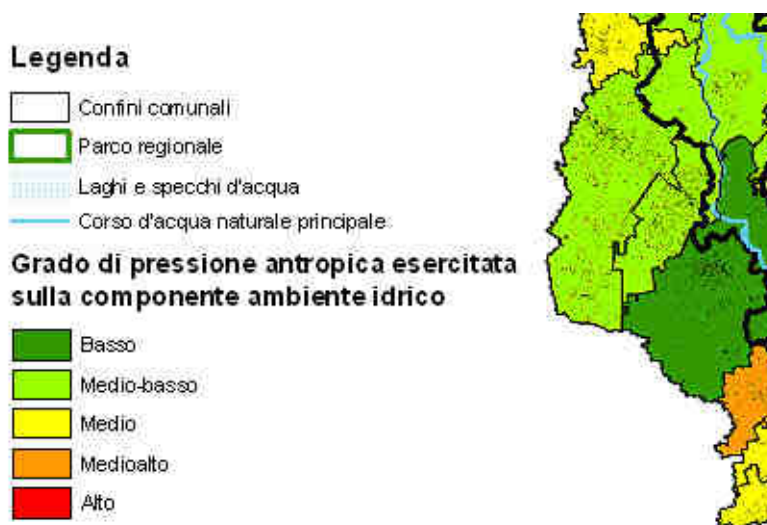 Legenda
Confini comunali
Parco regionale
Laghi e specchi d'acqua
Corso d'acqua naturale principale
Grado di pressione antropica esercitata
sulla componente ambiente idrico
Basso
Medio-basso
Medio
Medioalto
Alto